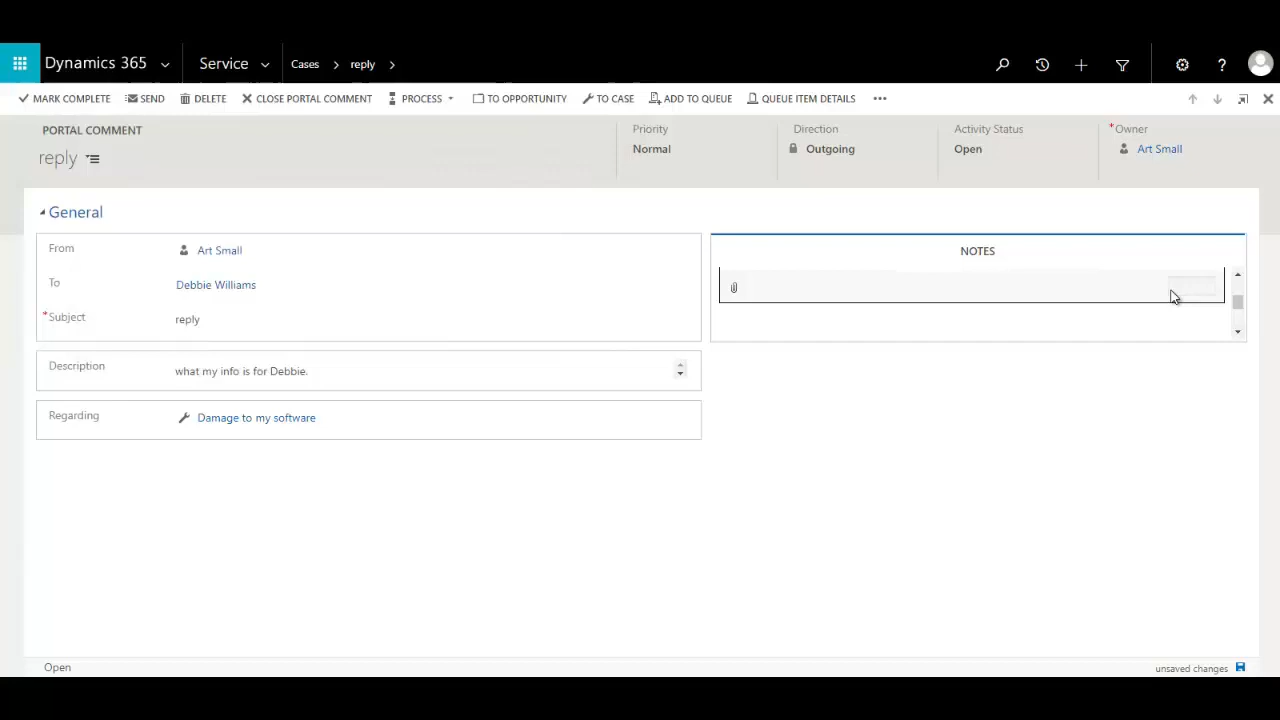 Dynamics 365 Service Cases reply
MARK COMPLETE SEND DELETE CLOSE PORTAL COMMENT PROCESS TO OPPORTUNITY TO CASE ADD TO QUEUE QUEUE ITEM DETAILS •••
PORTAL COMMENT
reply
Priority
Normal
Direction
Outgoing
Activity Status
Open
*Owner
Art Small
General
From Art Small
To Debbie Williams
*Subject reply
Description what my info is for Debbie.
Regarding Damage to my software
NOTES
Open
unsaved changes